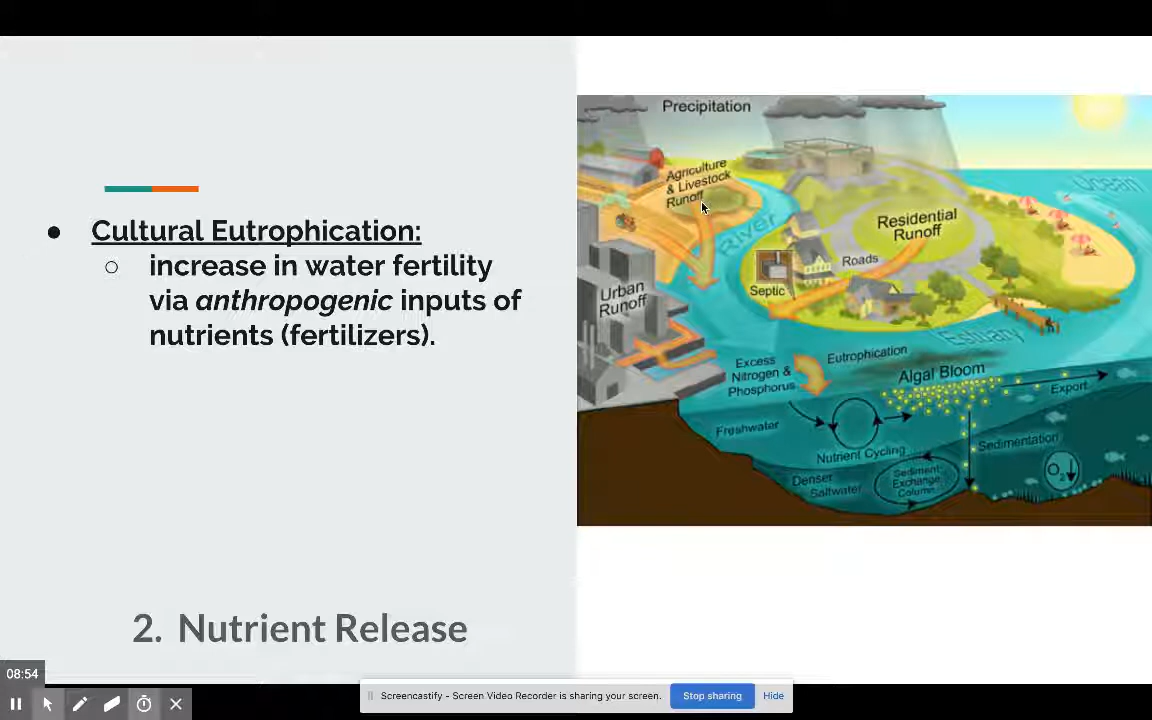 ● Cultural Eutrophication:
○ increase in water fertility
via anthropogenic inputs of
nutrients (fertilizers).
2. Nutrient Release
Precipitation
Agriculture
& Livestock
Runoff
River
Ocean
Residential
Runoff
Roads
Septic
Urban
Runoff
Estuary
Excess
Nitrogen &
Phosphorus
Eutrophication
Algal Bloom
Export
Freshwater
Nutrient Cycling
Sedimentation
Denser
Saltwater
Sediment
Exchange
Column
O₂
08:54
Screencastify - Screen Video Recorder is sharing your screen.
Stop sharing
Hide